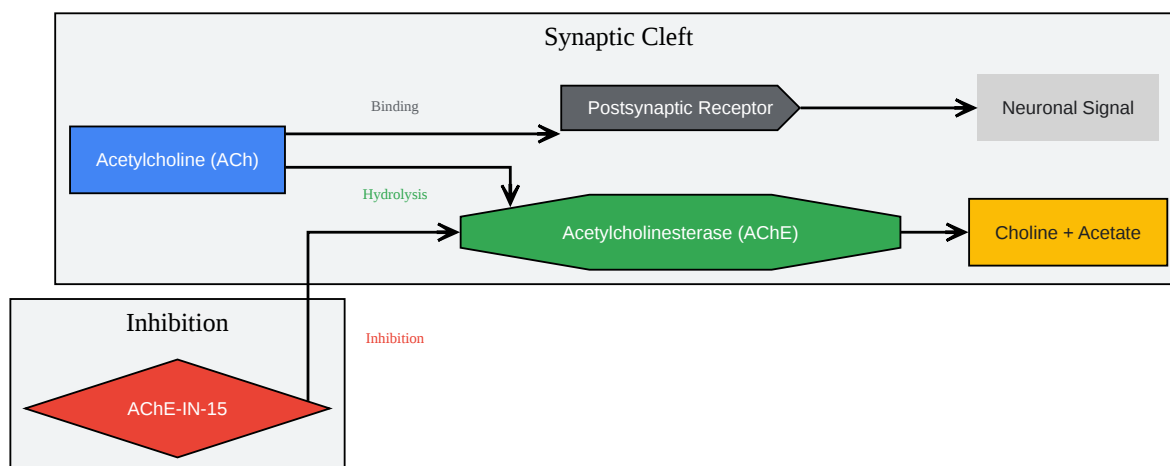 Synaptic Cleft
Binding
Postsynaptic Receptor
Neuronal Signal
Acetylcholine (ACh)
Hydrolysis
Acetylcholinesterase (AChE)
Choline + Acetate
Inhibition
Inhibition
AChE-IN-15